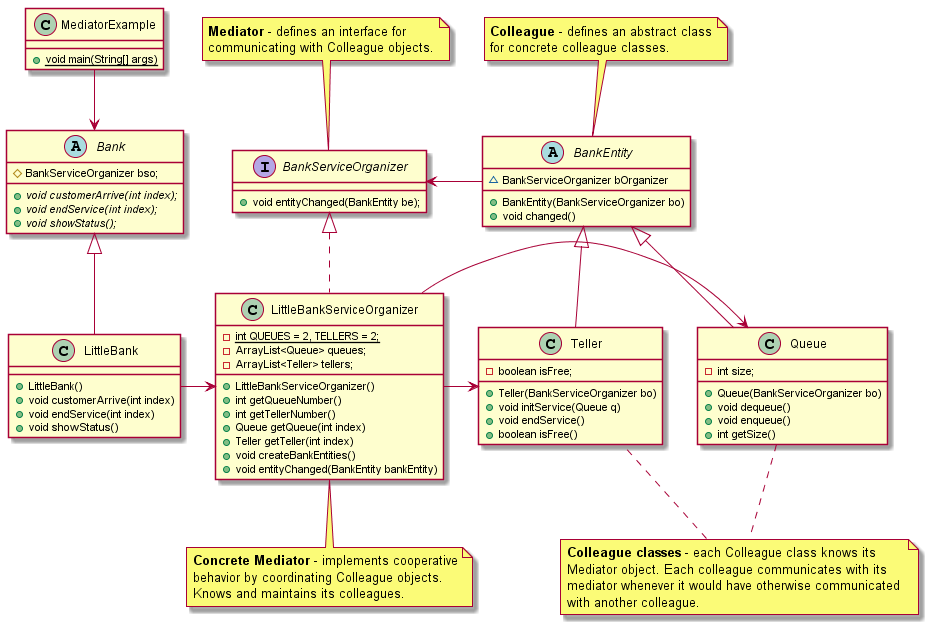 C MediatorExample
void main(String[] args)
Mediator - defines an interface for
communicating with Colleague objects.
Colleague - defines an abstract class
for concrete colleague classes.
A Bank
BankServiceOrganizer bso;
void customerArrive(int index);
void endService(int index);
void showStatus();
I BankServiceOrganizer
void entityChanged(BankEntity be);
A BankEntity
BankServiceOrganizer bOrganizer
BankEntity(BankServiceOrganizer bo)
void changed()
C LittleBank
LittleBank()
void customerArrive(int index)
void endService(int index)
void showStatus()
C LittleBankServiceOrganizer
int QUEUES = 2, TELLERS = 2;
ArrayList<Queue> queues;
ArrayList<Teller> tellers;
LittleBankServiceOrganizer()
int getQueueNumber()
int getTellerNumber()
Queue getQueue(int index)
Teller getTeller(int index)
void createBankEntities()
void entityChanged(BankEntity bankEntity)
C Teller
boolean isFree;
Teller(BankServiceOrganizer bo)
void initService(Queue q)
void endService()
boolean isFree()
C Queue
int size;
Queue(BankServiceOrganizer bo)
void dequeue()
void enqueue()
int getSize()
Concrete Mediator - implements cooperative
behavior by coordinating Colleague objects.
Knows and maintains its colleagues.
Colleague classes - each Colleague class knows its
Mediator object. Each colleague communicates with its
mediator whenever it would have otherwise communicated
with another colleague.